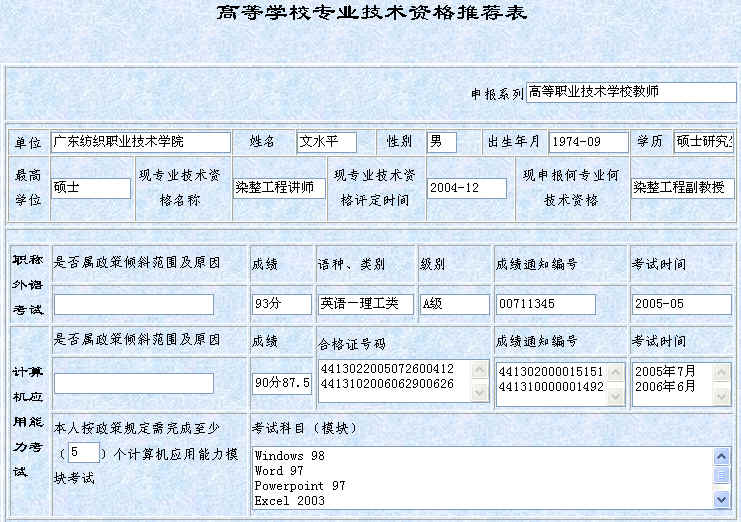 高等学校专业技术资格推荐表
申报系列 高等职业技术学校教师
单位 广东纺织职业技术学院 姓名 文水平 性别 男 出生年月 1974-09 学历 硕士研究
最高学位 硕士 现专业技术资格名称 染整工程讲师 现专业技术资格评定时间 2004-12 现申报何专业何技术资格 染整工程副教授
职称外语考试
是否属政策倾斜范围及原因 成绩 语种、类别 级别 成绩通知编号 考试时间
93分 英语—理工类 A级 00711345 2005-05
计算机应用能力考试
是否属政策倾斜范围及原因 成绩 合格证号码 成绩通知编号 考试时间
90分87.5 4413022005072600412 441302000015151 2005年7月
4413102006062900626 441310000001492 2006年6月
本人按政策规定需完成至少
（5）个计算机应用能力模
块考试
考试科目（模块）
Windows 98
Word 97
Powerpoint 97
Excel 2003